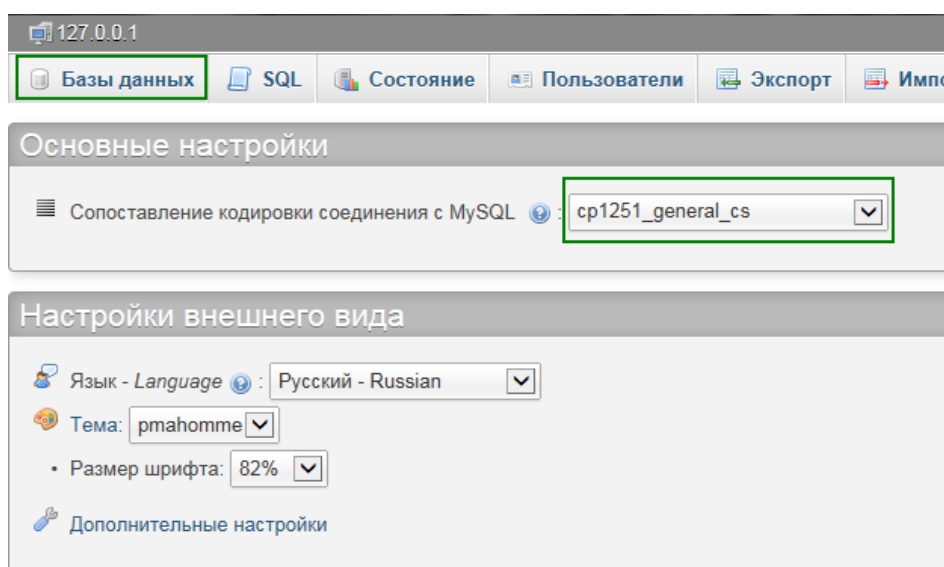 127.0.0.1
Базы данных SQL Состояние Пользователи Экспорт
Основные настройки
Сопоставление кодировки соединения с MySQL : cp1251_general_cs
Настройки внешнего вида
Язык - Language : Русский - Russian
Тема: pmahomme
• Размер шрифта: 82%
Дополнительные настройки